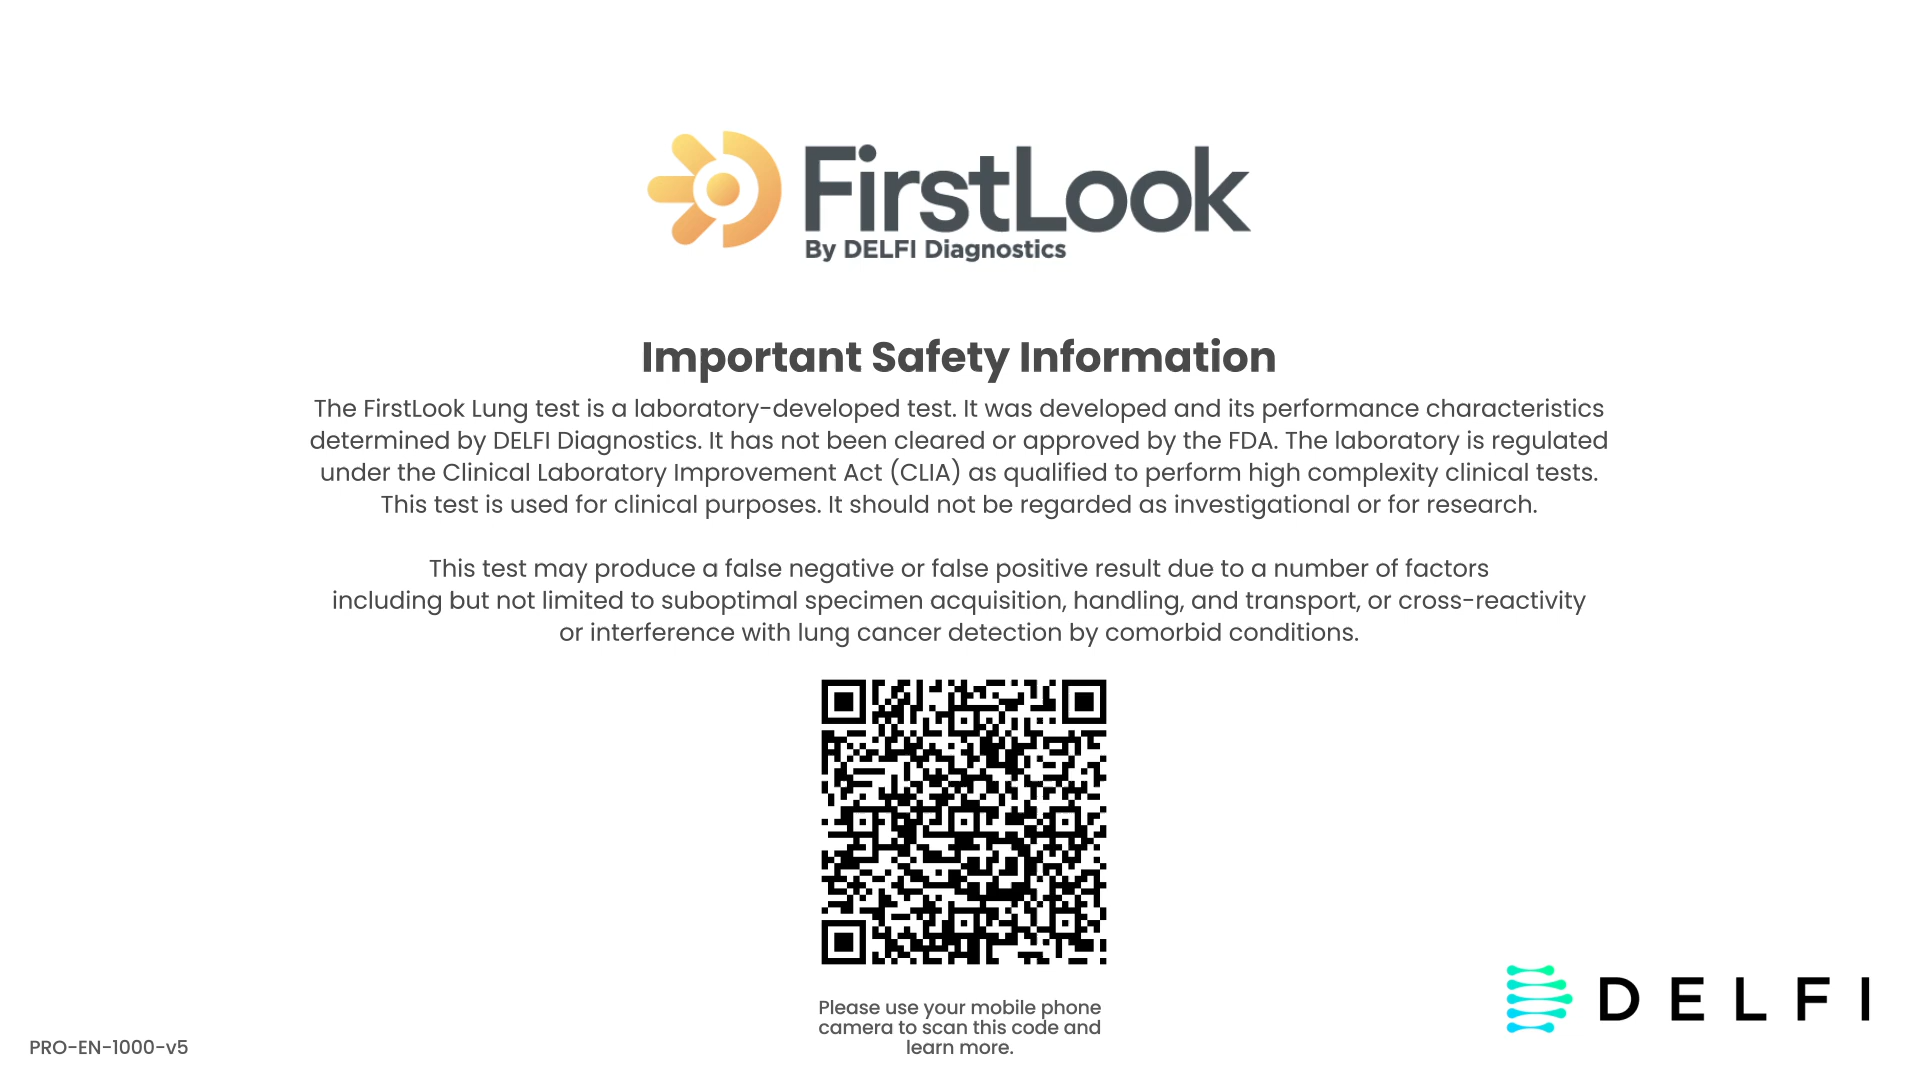 FirstLook
By DELFI Diagnostics
Important Safety Information
The FirstLook Lung test is a laboratory-developed test. It was developed and its performance characteristics
determined by DELFI Diagnostics. It has not been cleared or approved by the FDA. The laboratory is regulated
under the Clinical Laboratory Improvement Act (CLIA) as qualified to perform high complexity clinical tests.
This test is used for clinical purposes. It should not be regarded as investigational or for research.
This test may produce a false negative or false positive result due to a number of factors
including but not limited to suboptimal specimen acquisition, handling, and transport, or cross-reactivity
or interference with lung cancer detection by comorbid conditions.
Please use your mobile phone
camera to scan this code and
learn more.
PRO-EN-1000-v5
DELFI